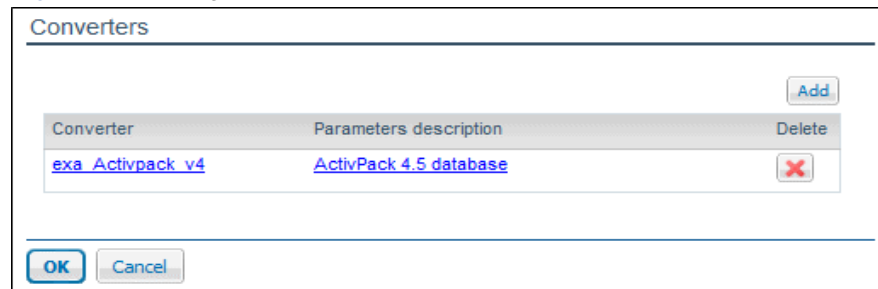 Converters
Add
Converter Parameters description Delete
exa_Activpack_v4 ActivPack 4.5 database
OK Cancel